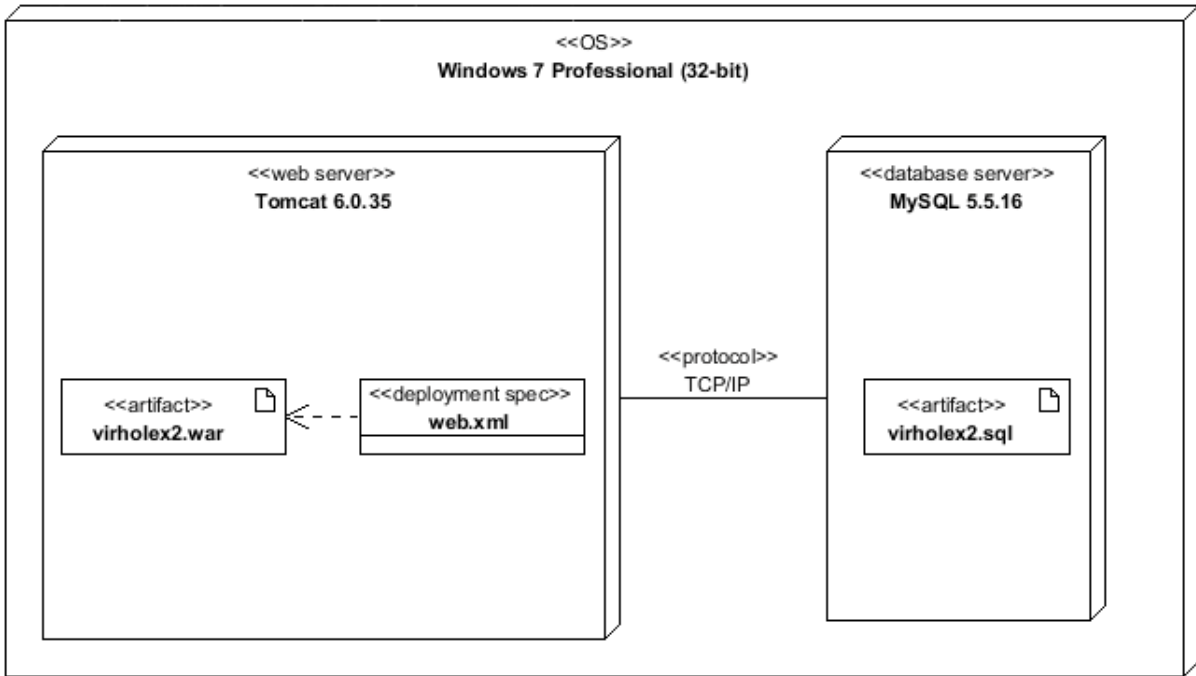 <<OS>>
Windows 7 Professional (32-bit)
<<web server>>
Tomcat 6.0.35
<<artifact>>
virholex2.war
<<deployment spec>>
web.xml
<<protocol>>
TCP/IP
<<database server>>
MySQL 5.5.16
<<artifact>>
virholex2.sql